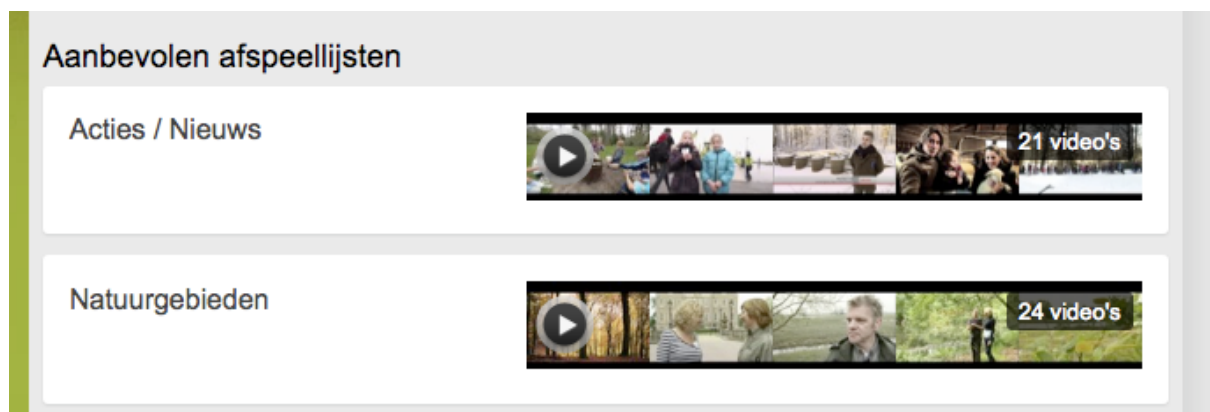 Aanbevolen afspeellijsten
Acties / Nieuws
21 video's
Natuurgebieden
24 video's